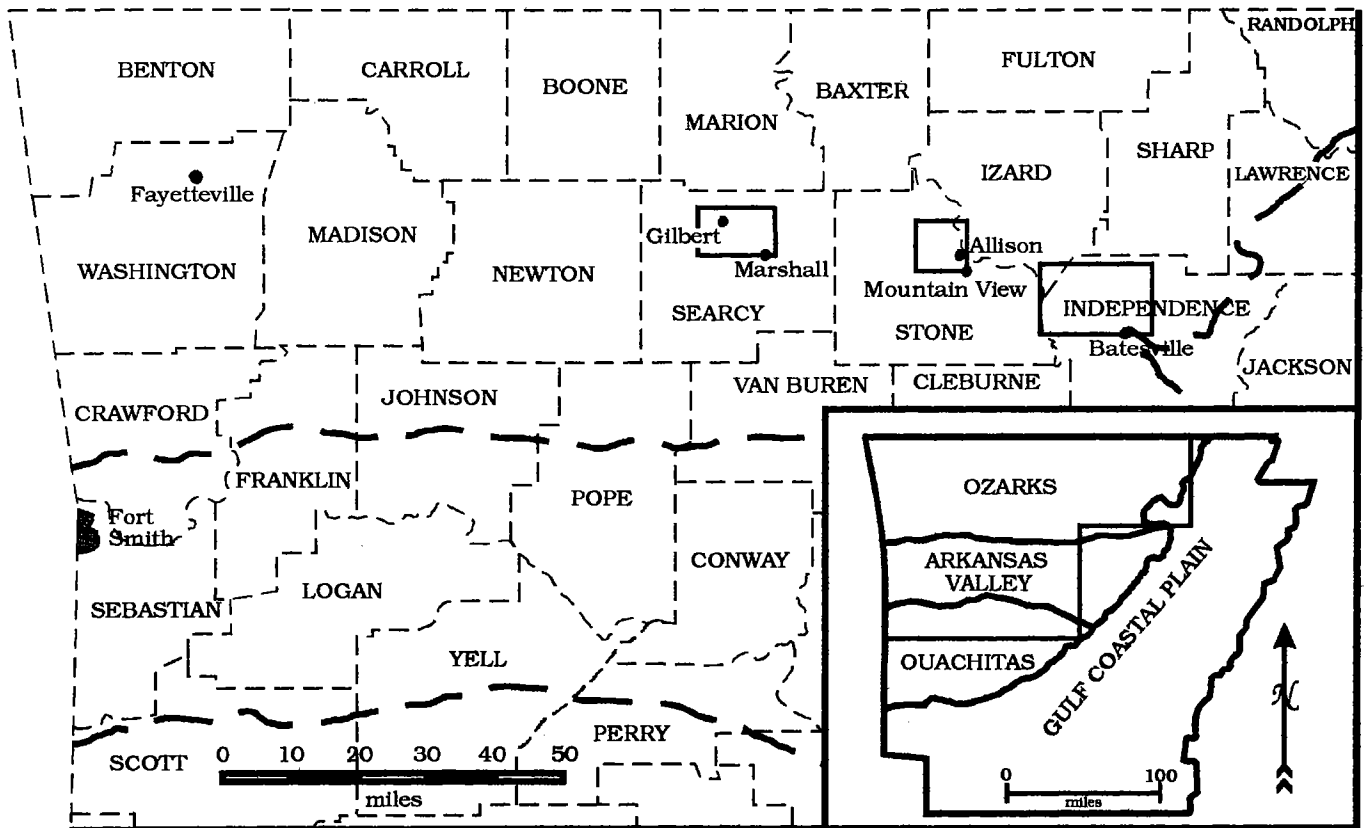 RANDOLPH
BENTON
CARROLL
BOONE
FULTON
BAXTER
MARION
SHARP
IZARD
LAWRENCE
Fayetteville
MADISON
Gilbert
Allison
WASHINGTON
NEWTON
Marshall
Mountain View
SEARCY
INDEPENDENCE
STONE
Batesville
JACKSON
VAN BUREN
CLEBURNE
JOHNSON
CRAWFORD
FRANKLIN
POPE
Fort
Smith
CONWAY
LOGAN
SEBASTIAN
YELL
PERRY
SCOTT
0 10 20 30 40 50
miles
OZARKS
ARKANSAS
VALLEY
OUACHITAS
GULF COASTAL PLAIN
N
0 100
miles